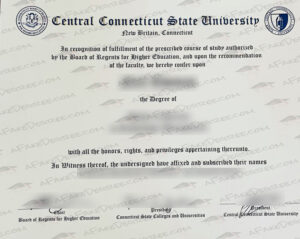 Central Connecticut State University
New Britain, Connecticut
In recognition of fulfillment of the prescribed course of study authorized
by the Board of Regents for Higher Education, and upon the recommendation
of the faculty, we hereby confer upon
the Degree of
with all the honors, rights, and privileges appertaining thereunto.
In Witness thereof, the undersigned have affixed and subscribed their names
Board of Regents for Higher Education
President
Connecticut State Colleges and Universities
President
Central Connecticut State University
AFakeDegree.com